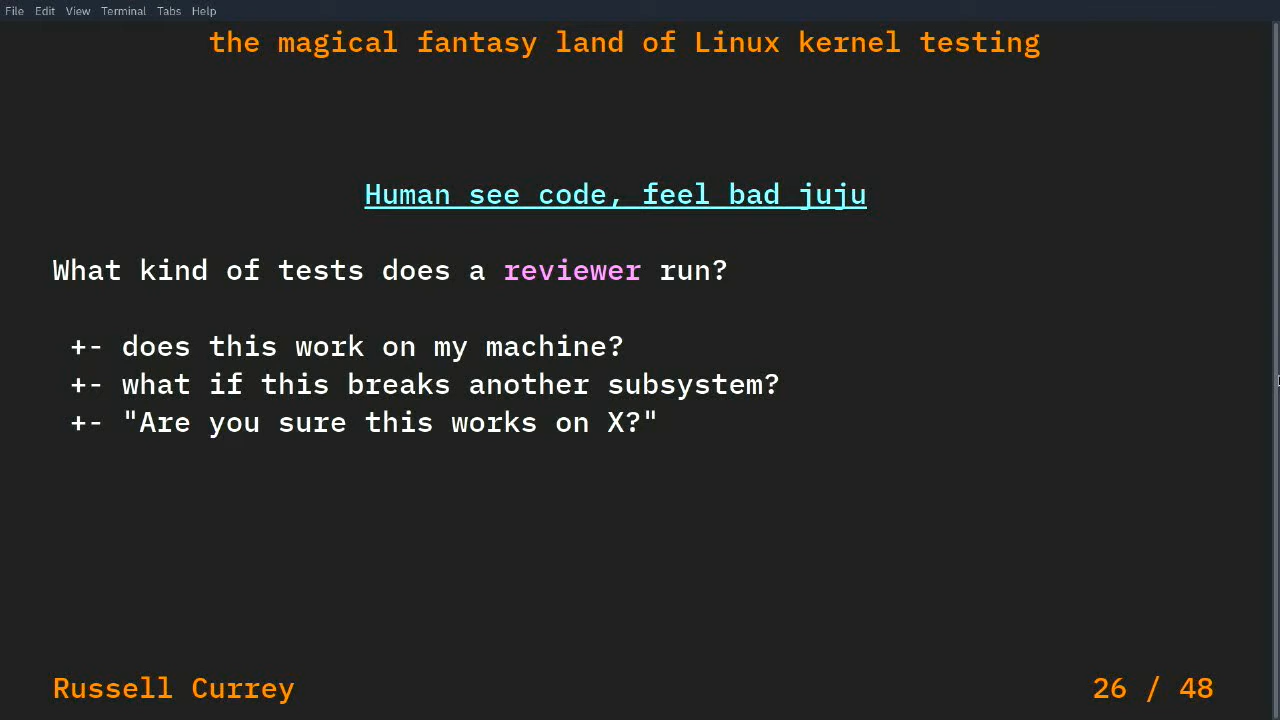 File Edit View Terminal Tabs Help
the magical fantasy land of Linux kernel testing
Human see code, feel bad juju
What kind of tests does a reviewer run?
+- does this work on my machine?
+- what if this breaks another subsystem?
+- "Are you sure this works on X?"
Russell Currey 26 / 48